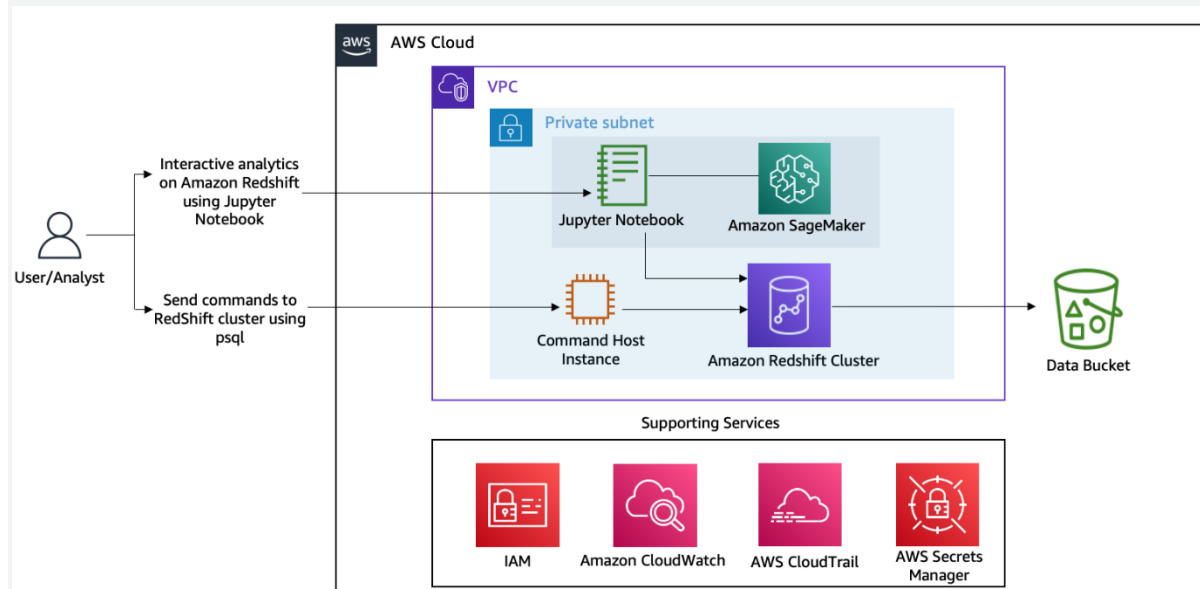 aws
AWS Cloud
VPC
Private subnet
Interactive analytics
on Amazon Redshift
using Jupyter
Notebook
Jupyter Notebook
Amazon SageMaker
User/Analyst
Send commands to
RedShift cluster using
psql
Command Host
Instance
Amazon Redshift Cluster
Data Bucket
Supporting Services
IAM
Amazon CloudWatch
AWS CloudTrail
AWS Secrets
Manager